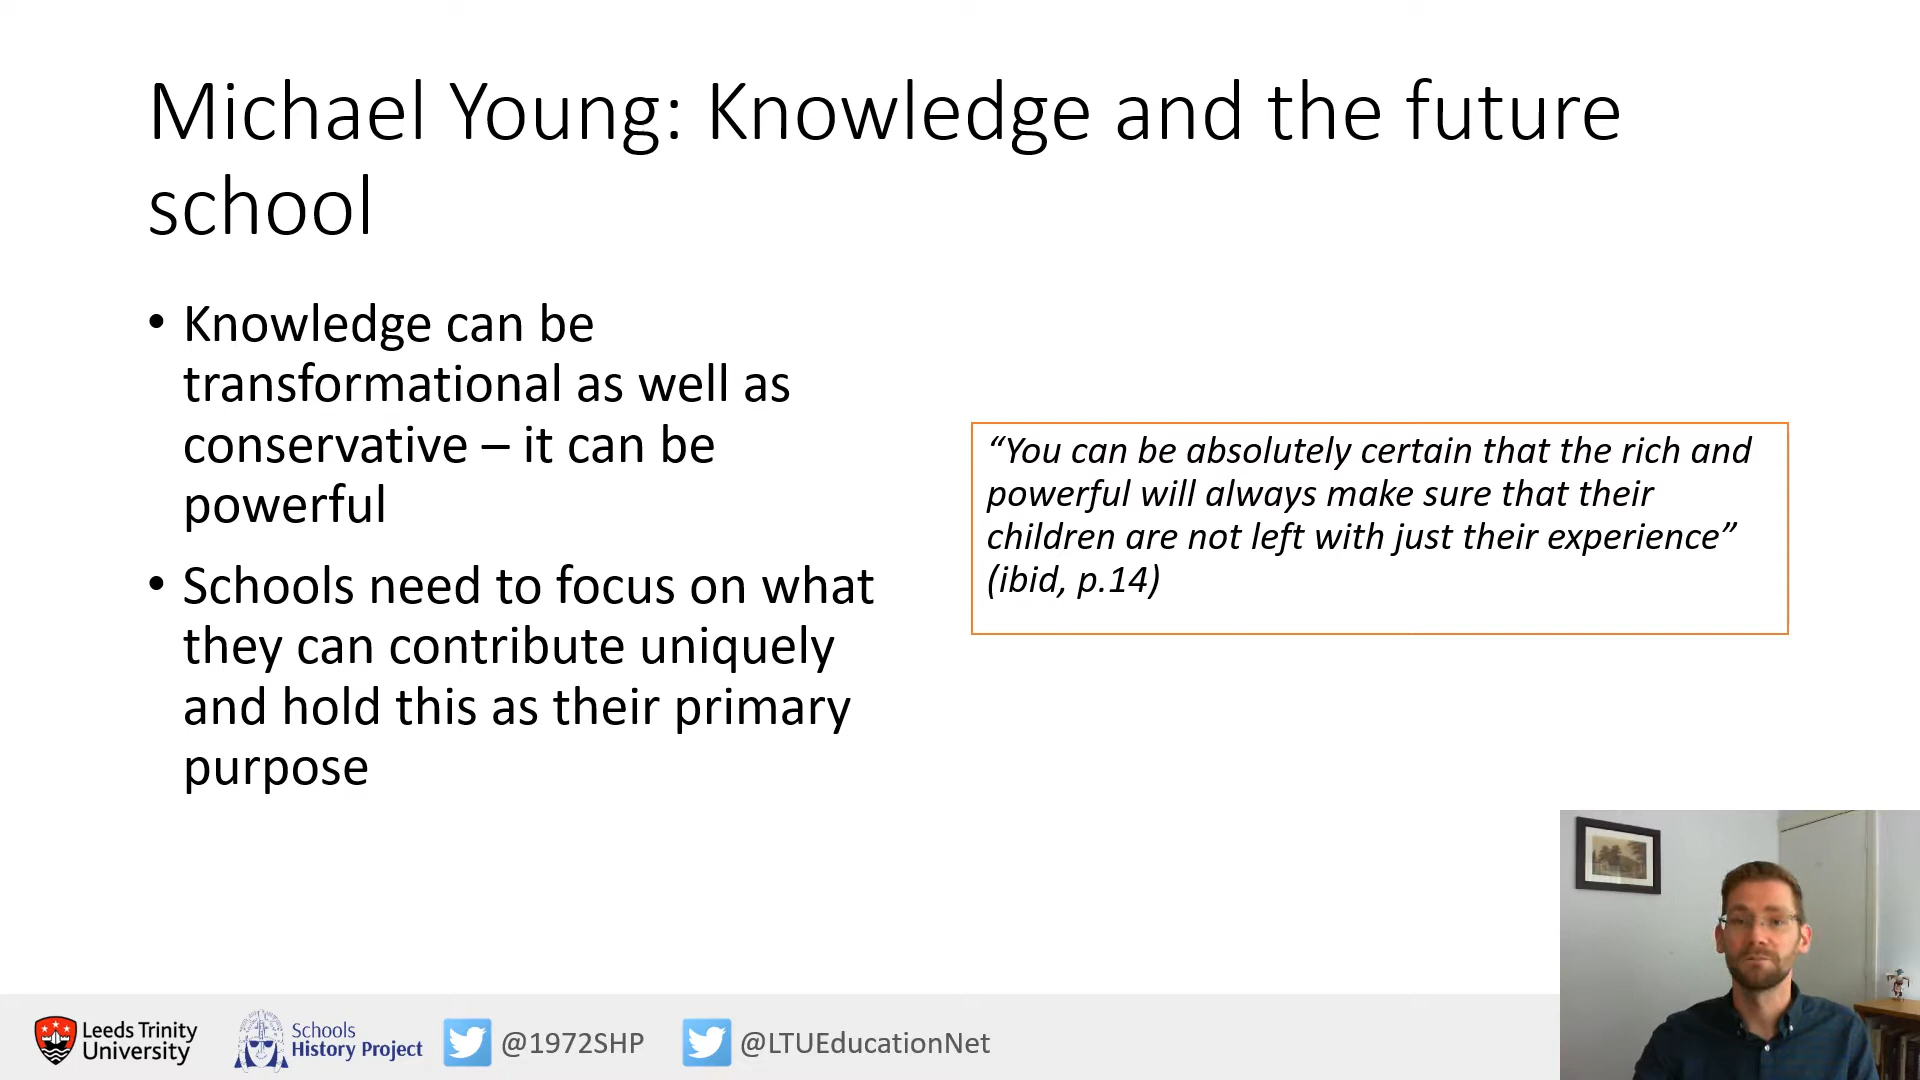 Michael Young: Knowledge and the future
school
• Knowledge can be
transformational as well as
conservative – it can be
powerful
• Schools need to focus on what
they can contribute uniquely
and hold this as their primary
purpose
“You can be absolutely certain that the rich and
powerful will always make sure that their
children are not left with just their experience”
(ibid, p.14)
Leeds Trinity
University
Schools
History Project
@1972SHP
@LTUEducationNet